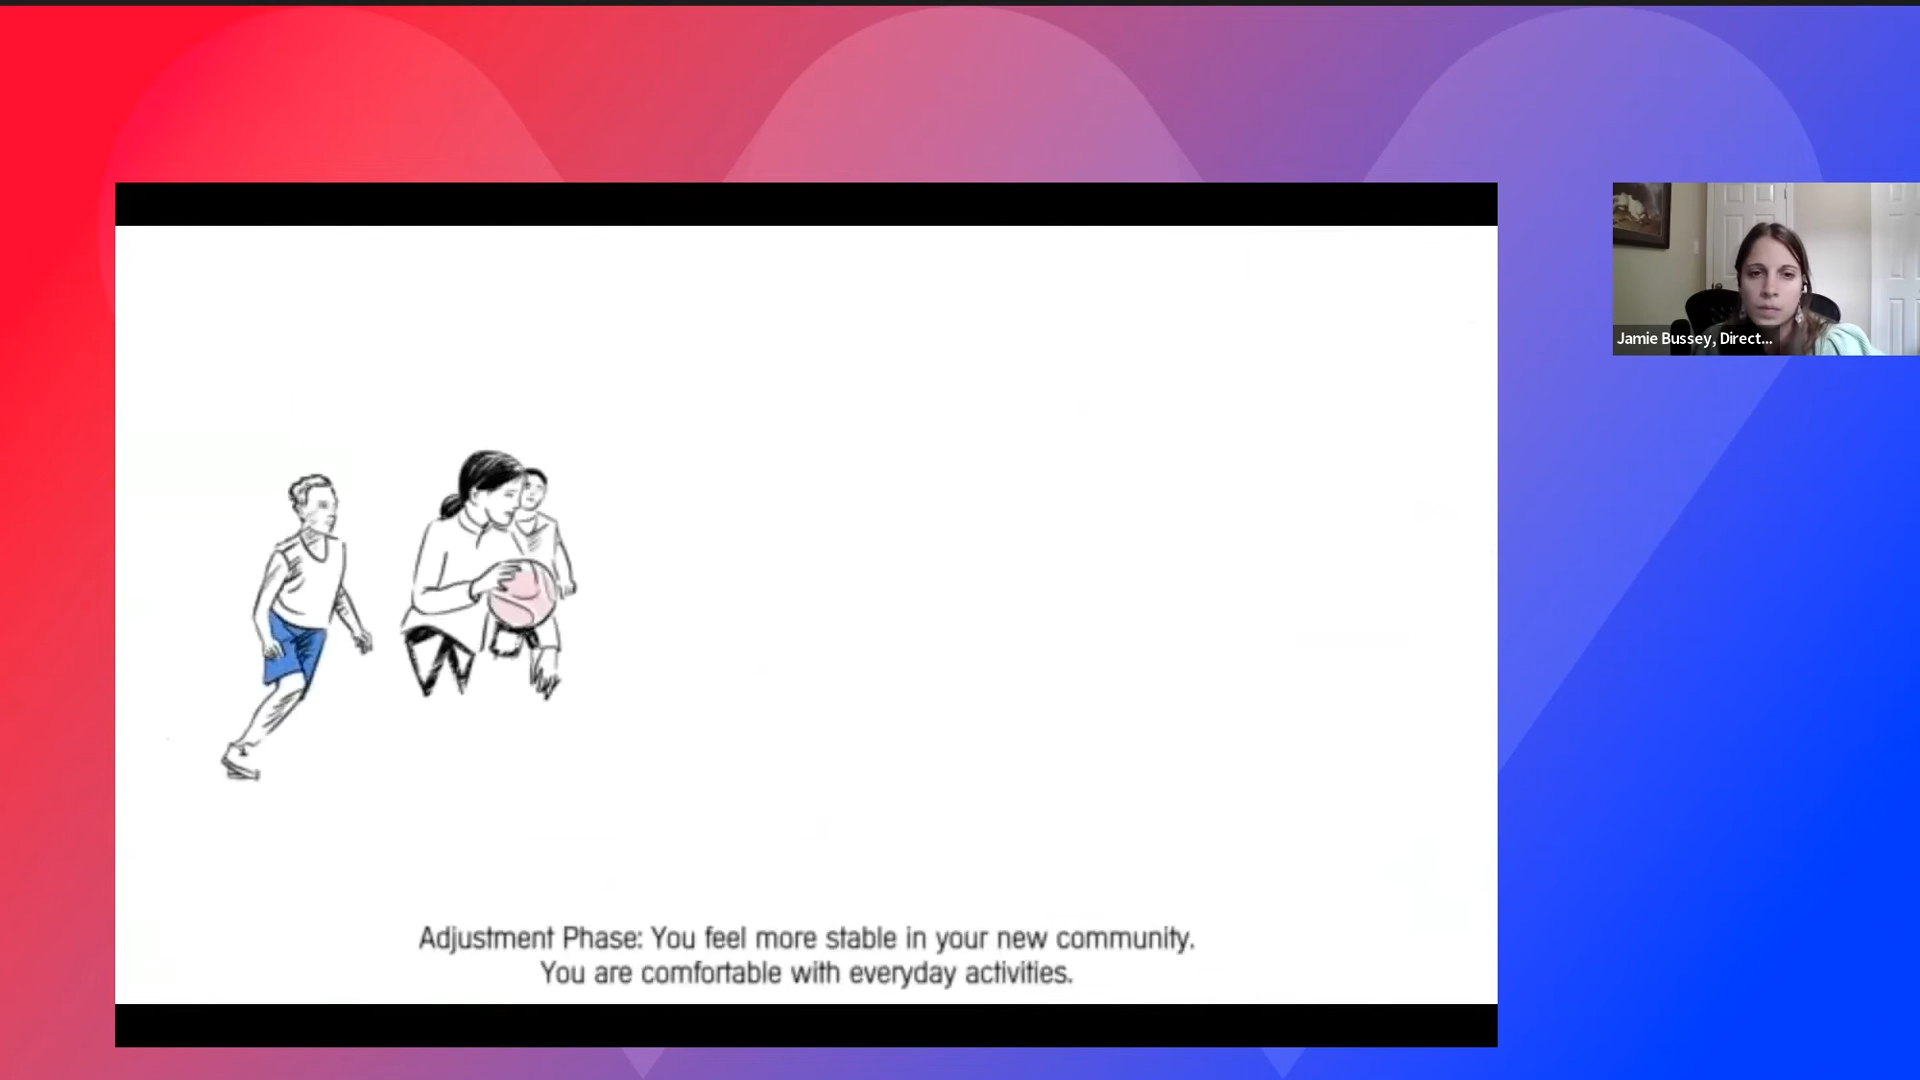 Jamie Bussey, Direct...
Adjustment Phase: You feel more stable in your new community.
You are comfortable with everyday activities.